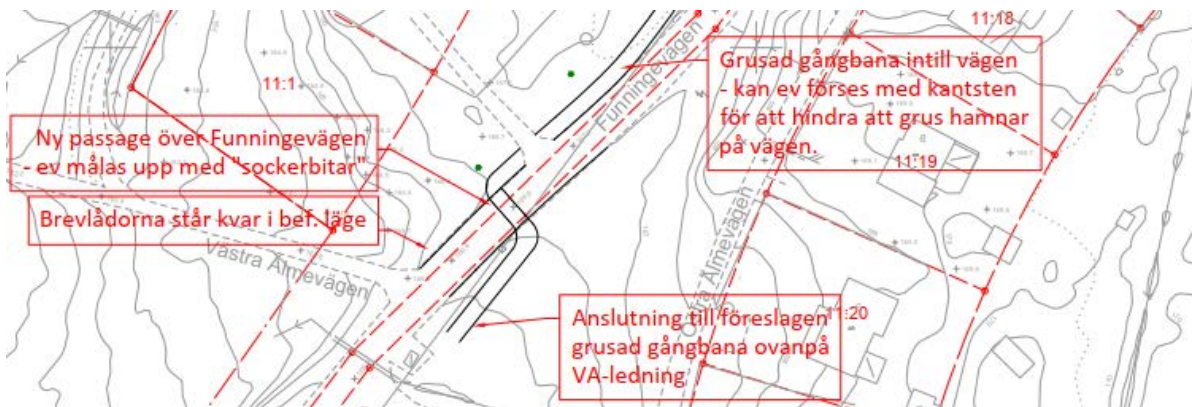 11:18
Grusad gångbana intill vägen
- kan ev förses med kantsten
för att hindra att grus hamnar
på vägen.
Funningevägen
11:1
Ny passage över Funningevägen
- ev målas upp med "sockerbitar"
11:19
Brevlådorna står kvar i bef. läge
Västra Älmevägen
Östra Älmevägen
Anslutning till föreslagen
grusad gångbana ovanpå
VA-ledning
11:20